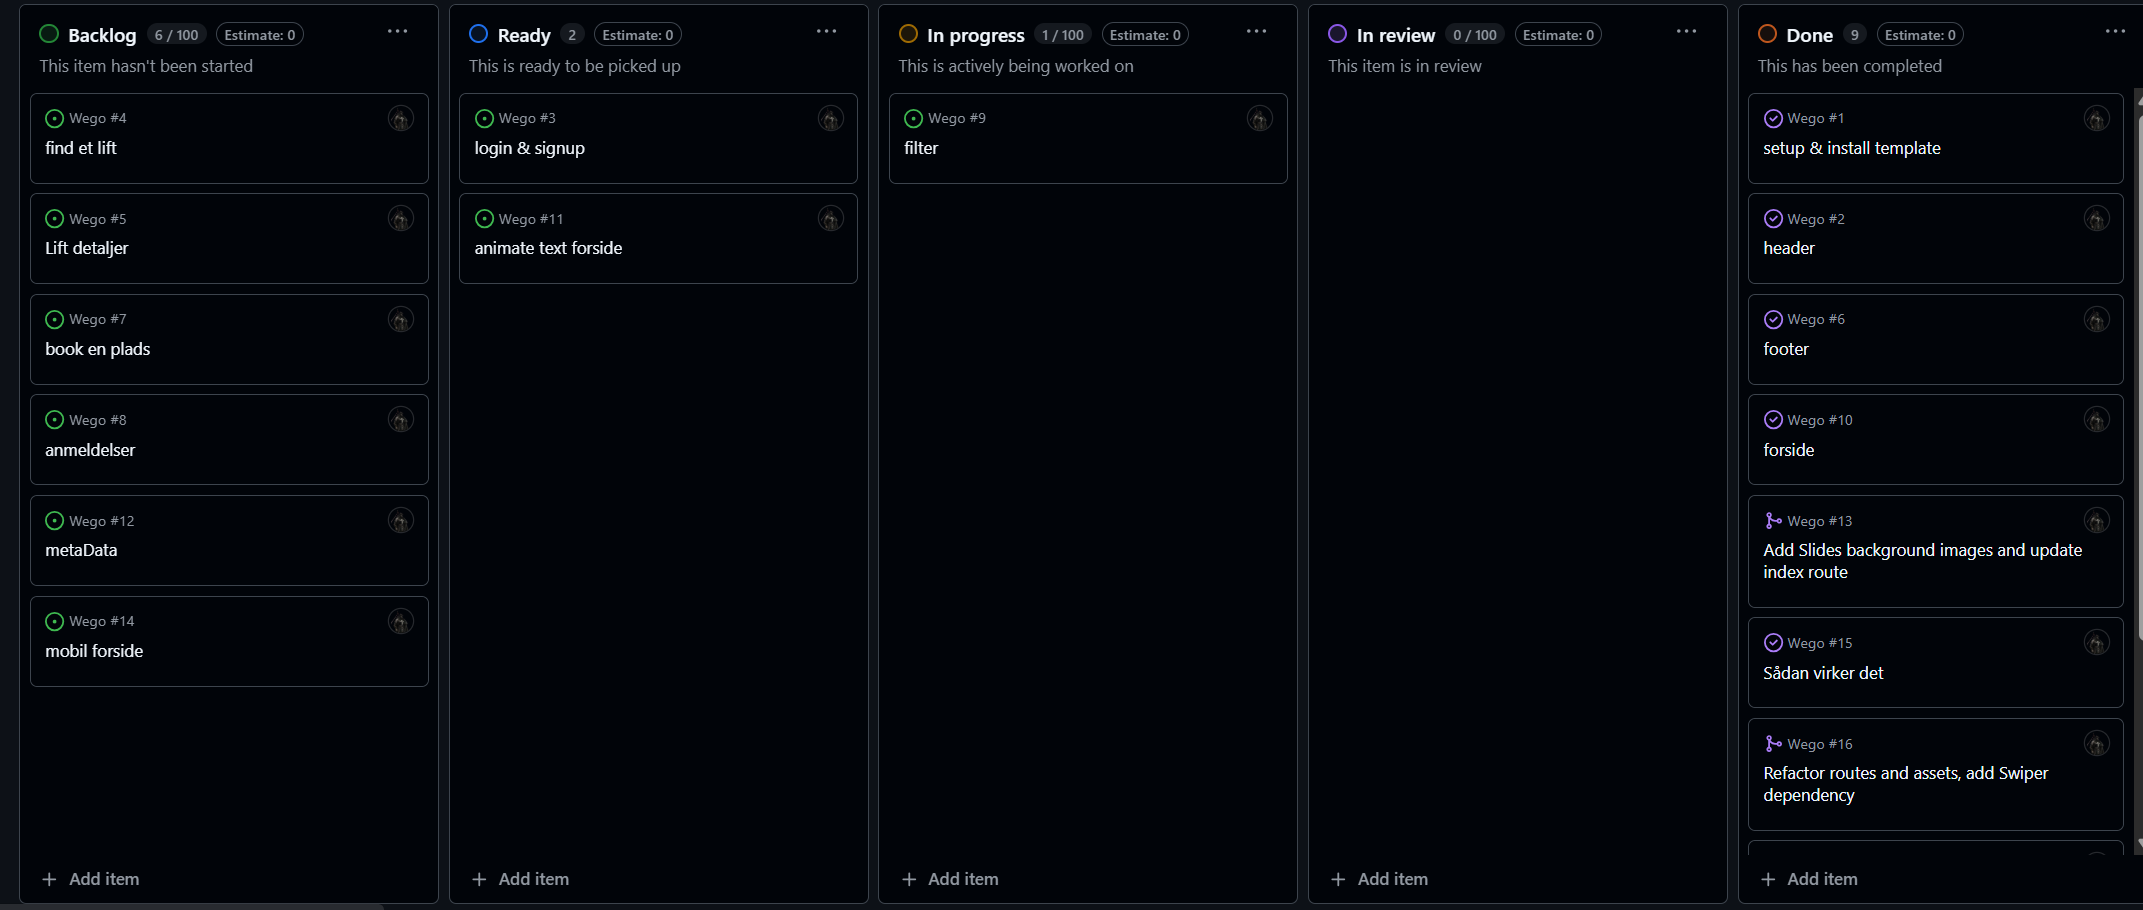 Backlog 6 / 100 Estimate: 0
This item hasn't been started
Wego #4
find et lift
Wego #5
Lift detaljer
Wego #7
book en plads
Wego #8
anmeldelser
Wego #12
metaData
Wego #14
mobil forside
+ Add item
Ready 2 Estimate: 0
This is ready to be picked up
Wego #3
login & signup
Wego #11
animate text forside
+ Add item
In progress 1 / 100 Estimate: 0
This is actively being worked on
Wego #9
filter
+ Add item
In review 0 / 100 Estimate: 0
This item is in review
+ Add item
Done 9 Estimate: 0
This has been completed
Wego #1
setup & install template
Wego #2
header
Wego #6
footer
Wego #10
forside
Wego #13
Add Slides background images and update
index route
Wego #15
Sådan virker det
Wego #16
Refactor routes and assets, add Swiper
dependency
+ Add item